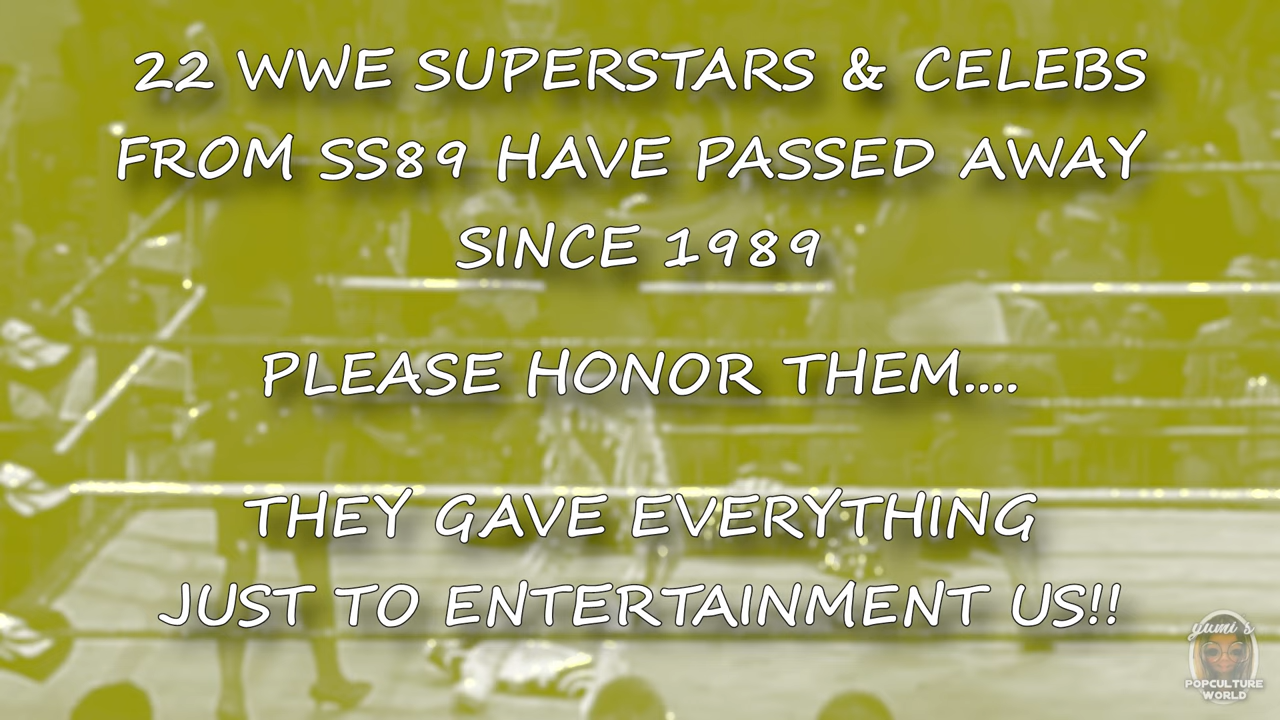 22 WWE SUPERSTARS & CELEBS
FROM SS89 HAVE PASSED AWAY
SINCE 1989
PLEASE HONOR THEM....
THEY GAVE EVERYTHING
JUST TO ENTERTAINMENT US!!
yumi's
POPCULTURE
WORLD